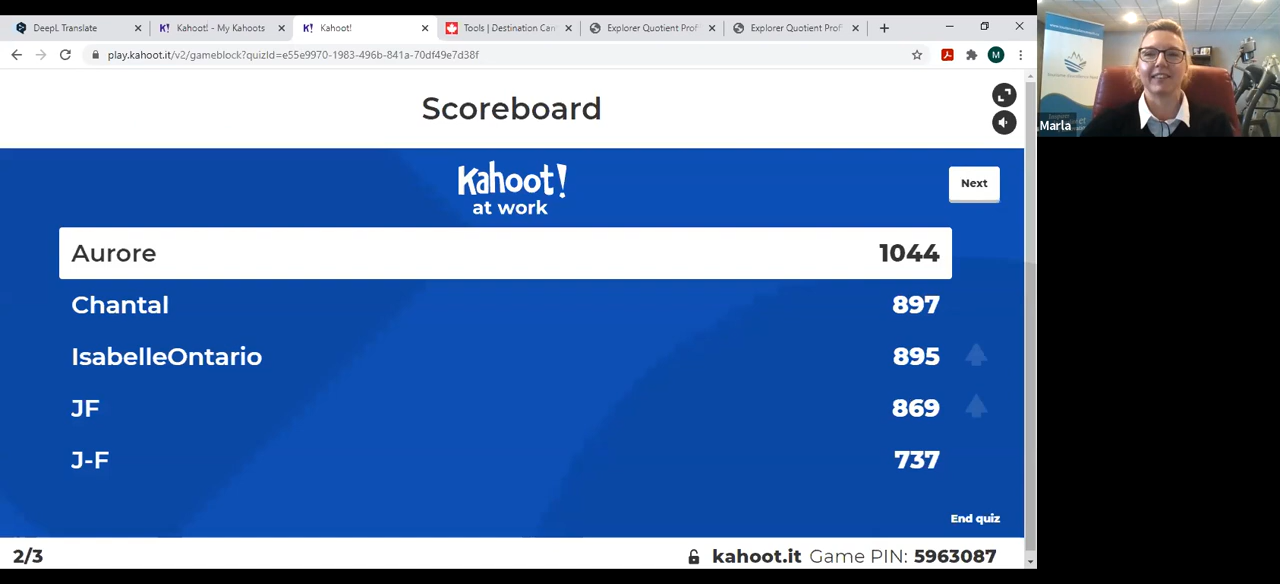 DeepL Translate
Kahoot! - My Kahoots
Kahoot!
Tools | Destination Can
Explorer Quotient Prof
Explorer Quotient Prof
play.kahoot.it/v2/gameblock?quizId=e55e9970-1983-496b-841a-70df49e7d38f
M
Scoreboard
Marla
Kahoot!
at work
Next
Aurore 1044
Chantal 897
IsabelleOntario 895
JF 869
J-F 737
End quiz
2/3
kahoot.it Game PIN: 5963087